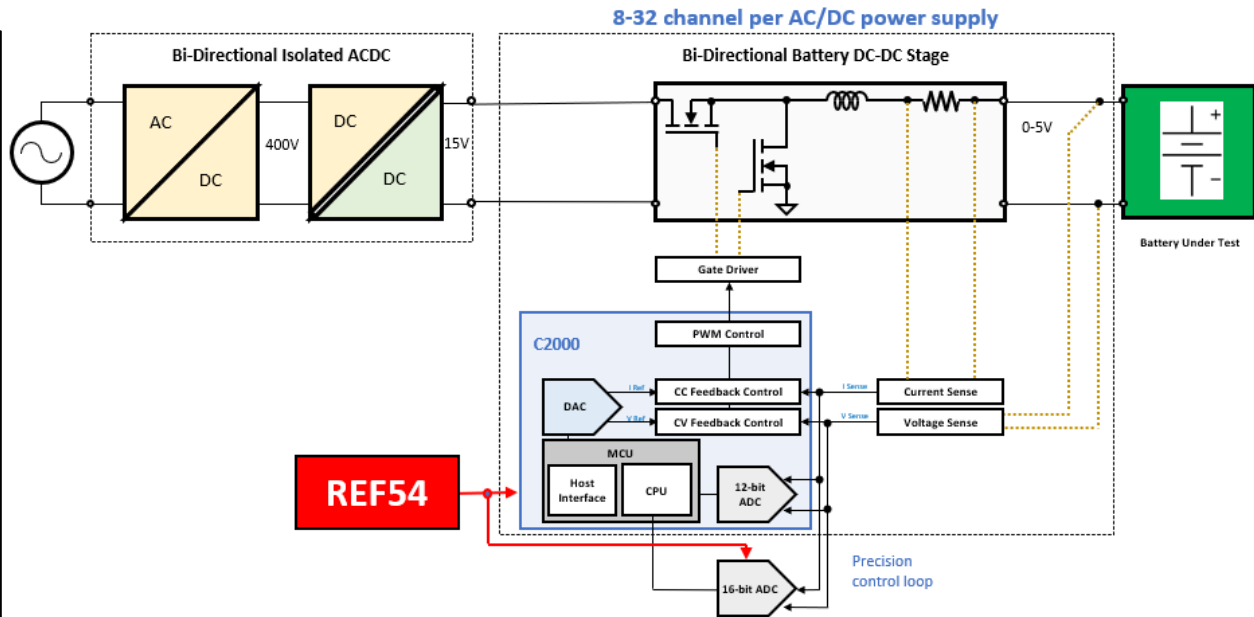 8-32 channel per AC/DC power supply
Bi-Directional Isolated ACDC
Bi-Directional Battery DC-DC Stage
AC
DC
400V
DC
DC
15V
0-5V
+
−
Battery Under Test
Gate Driver
C2000
PWM Control
DAC
I Ref
CC Feedback Control
I Sense
Current Sense
V Ref
CV Feedback Control
V Sense
Voltage Sense
MCU
Host
Interface
CPU
12-bit
ADC
REF54
16-bit ADC
Precision
control loop